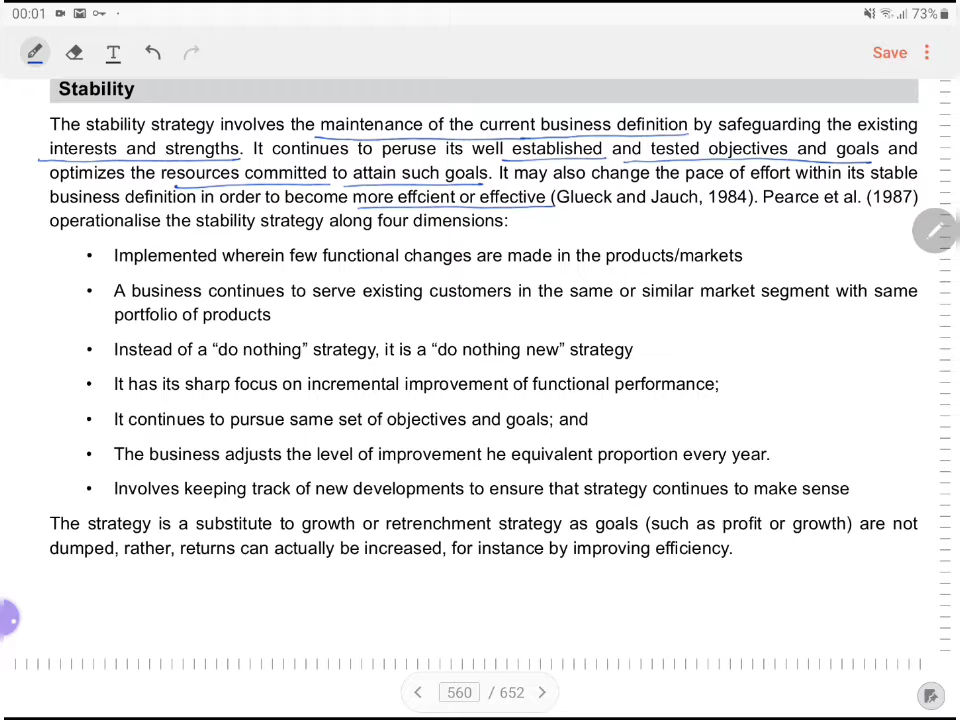 00:01
73%
Save
Stability
The stability strategy involves the maintenance of the current business definition by safeguarding the existing
interests and strengths. It continues to peruse its well established and tested objectives and goals and
optimizes the resources committed to attain such goals. It may also change the pace of effort within its stable
business definition in order to become more effcient or effective (Glueck and Jauch, 1984). Pearce et al. (1987)
operationalise the stability strategy along four dimensions:
• Implemented wherein few functional changes are made in the products/markets
• A business continues to serve existing customers in the same or similar market segment with same
portfolio of products
• Instead of a “do nothing” strategy, it is a “do nothing new” strategy
• It has its sharp focus on incremental improvement of functional performance;
• It continues to pursue same set of objectives and goals; and
• The business adjusts the level of improvement he equivalent proportion every year.
• Involves keeping track of new developments to ensure that strategy continues to make sense
The strategy is a substitute to growth or retrenchment strategy as goals (such as profit or growth) are not
dumped, rather, returns can actually be increased, for instance by improving efficiency.
560 / 652